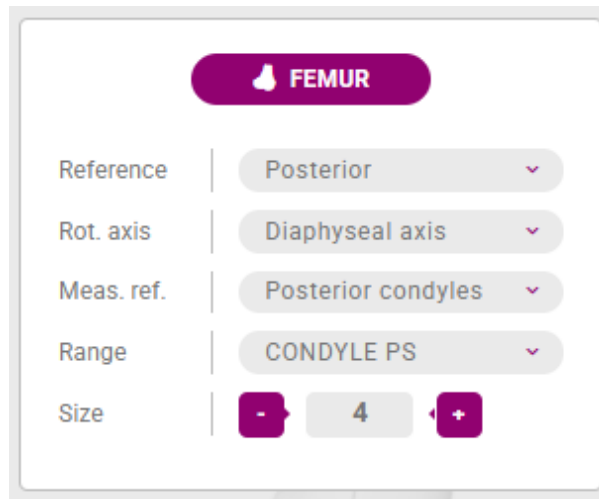 FEMUR
Reference Posterior
Rot. axis Diaphyseal axis
Meas. ref. Posterior condyles
Range CONDYLE PS
Size - 4 +